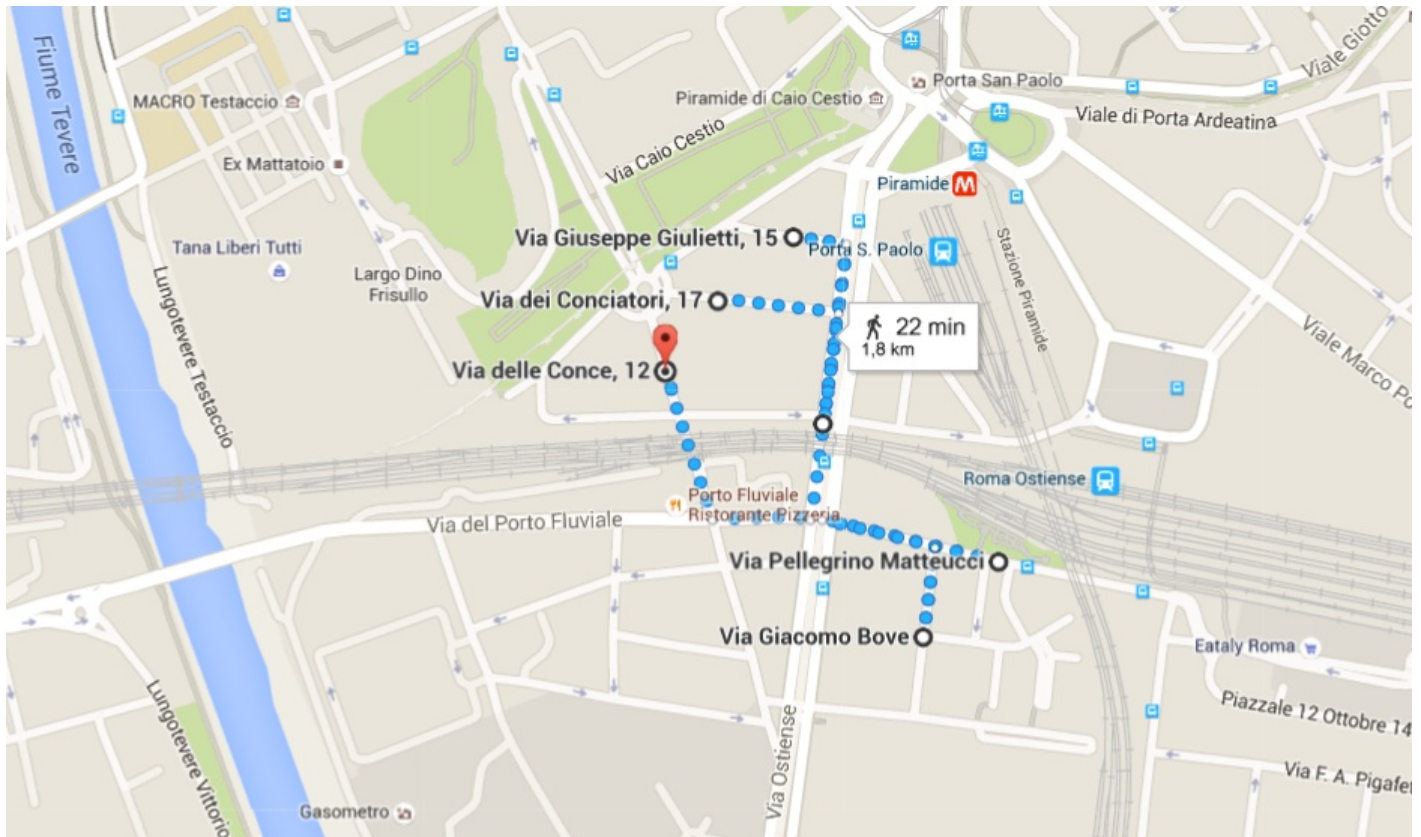 Fiume Tevere
Viale Giotto
MACRO Testaccio
Piramide di Caio Cestio
Porta San Paolo
Viale di Porta Ardeatina
Via Caio Cestio
Ex Mattatoio
Piramide
M
Via Giuseppe Giulietti, 15
Porta S. Paolo
Stazione Piramide
Tana Liberi Tutti
Largo Dino
Frisullo
Lungotevere Testaccio
Via dei Conciatori, 17
22 min
1,8 km
Viale Marco Po
Via delle Conce, 12
Roma Ostiense
Porto Fluviale
Ristorante Pizzeria
Via del Porto Fluviale
Via Pellegrino Matteucci
Via Giacomo Bove
Eataly Roma
Lungotevere Vittorio
Piazzale 12 Ottobre 14
Via Ostiense
Via F. A. Pigafet
Gasometro